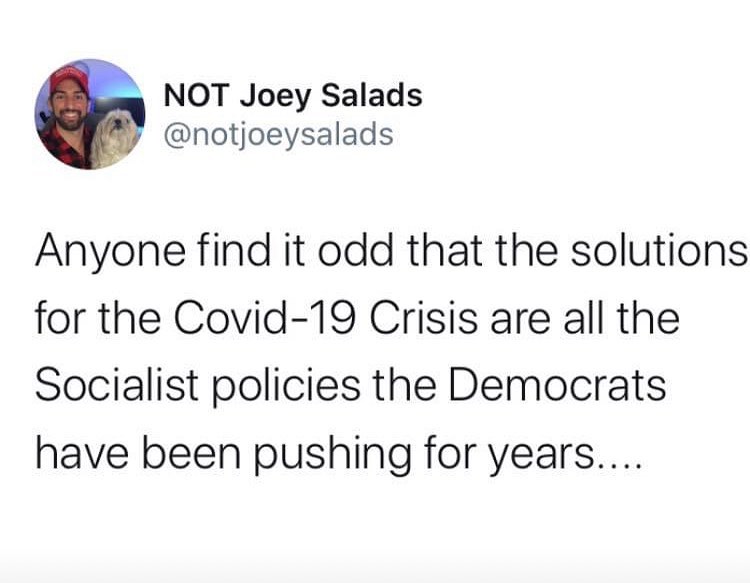 NOT Joey Salads
@notjoeysalads
Anyone find it odd that the solutions
for the Covid-19 Crisis are all the
Socialist policies the Democrats
have been pushing for years....